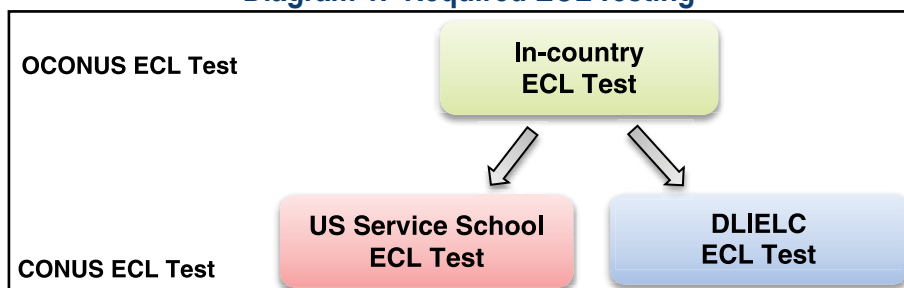 OCONUS ECL Test
In-country
ECL Test
US Service School
ECL Test
DLIELC
ECL Test
CONUS ECL Test